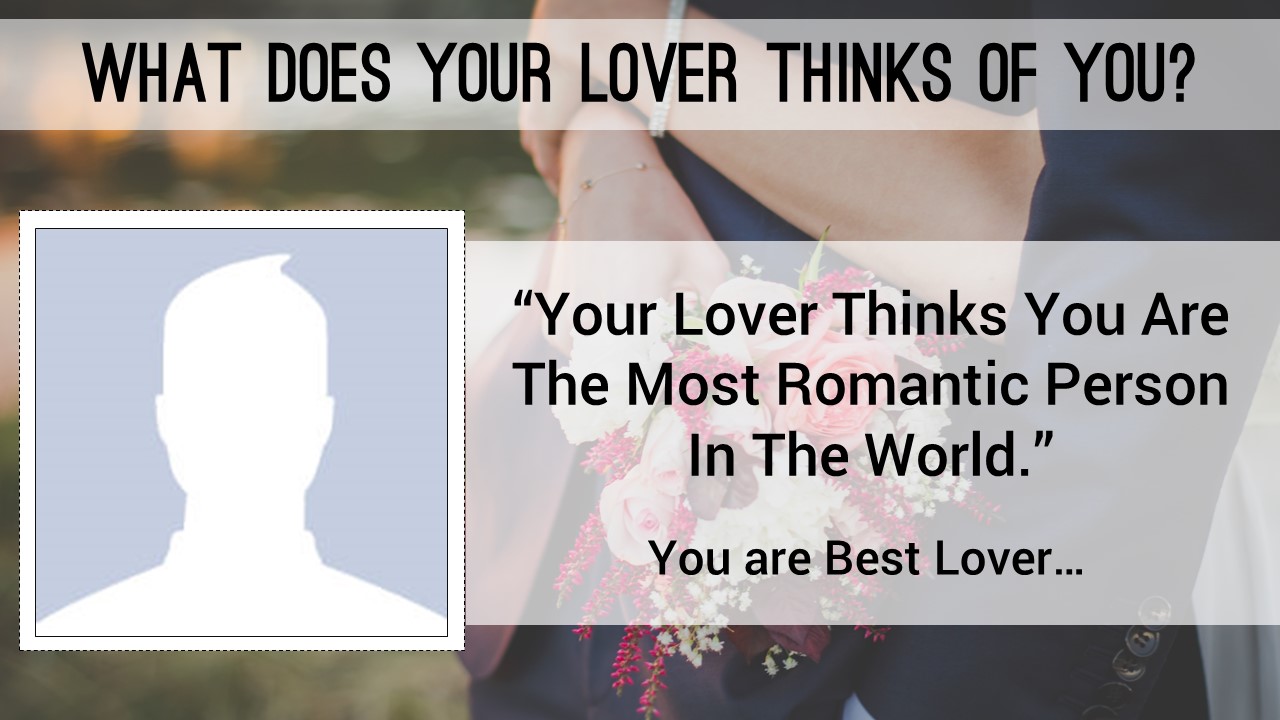 WHAT DOES YOUR LOVER THINKS OF YOU?
“Your Lover Thinks You Are
The Most Romantic Person
In The World.”
You are Best Lover...